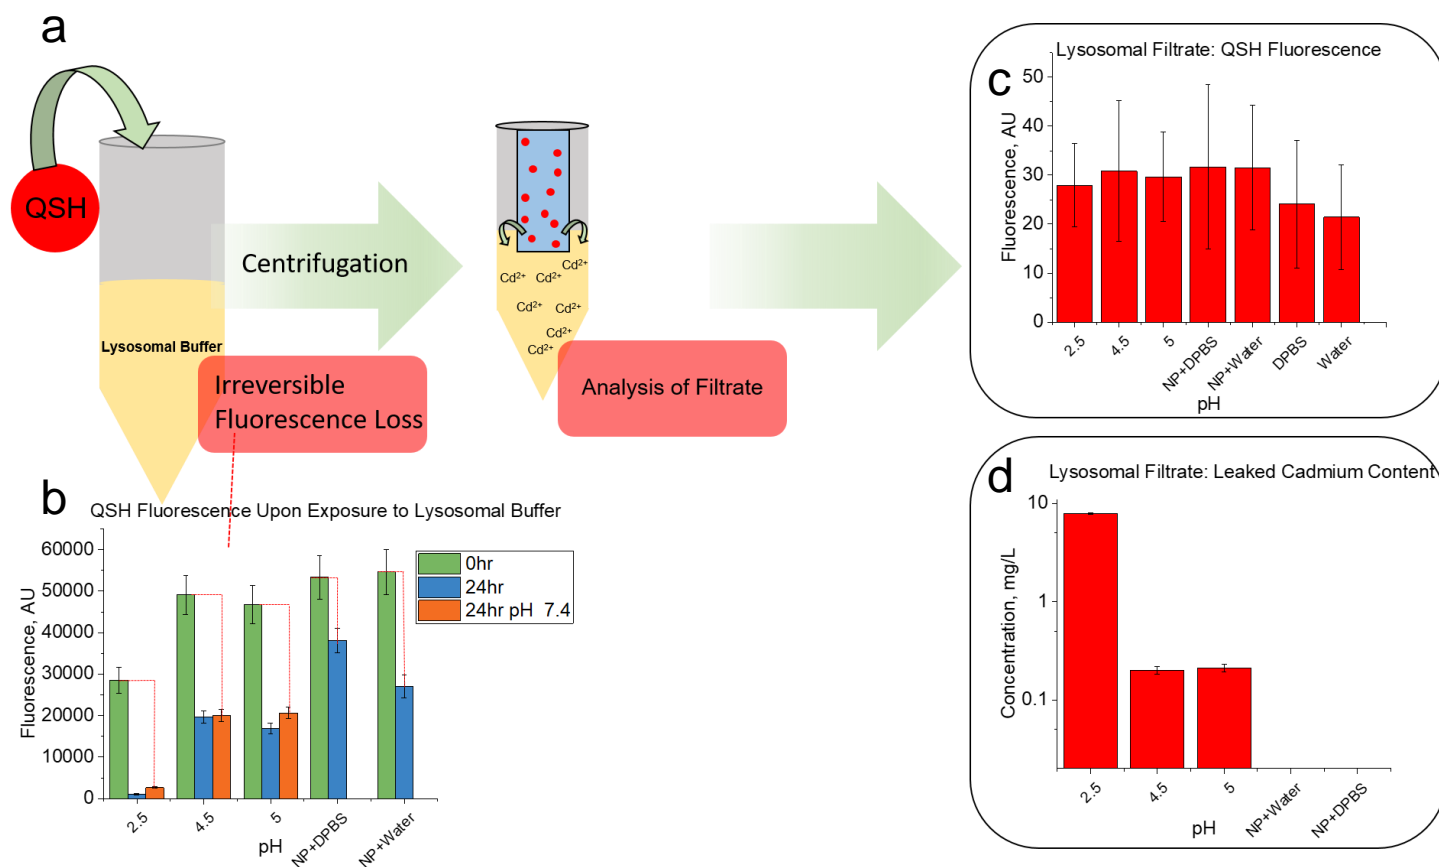 a
QSH
Lysosomal Buffer
Centrifugation
Irreversible
Fluorescence Loss
Cd2+
Cd2+
Cd2+
Cd2+
Cd2+
Cd2+
Cd2+
Analysis of Filtrate
b
QSH Fluorescence Upon Exposure to Lysosomal Buffer
Fluorescence, AU
60000
50000
40000
30000
20000
10000
0
0hr
24hr
24hr pH 7.4
2.5
4.5
5
NP+DPBS
NP+Water
pH
c
Lysosomal Filtrate: QSH Fluorescence
Fluorescence, AU
50
40
30
20
10
0
2.5
4.5
5
NP+DPBS
NP+Water
DPBS
Water
pH
d
Lysosomal Filtrate: Leaked Cadmium Content
Concentration, mg/L
10
1
0.1
2.5
4.5
5
NP+Water
NP+DPBS
pH